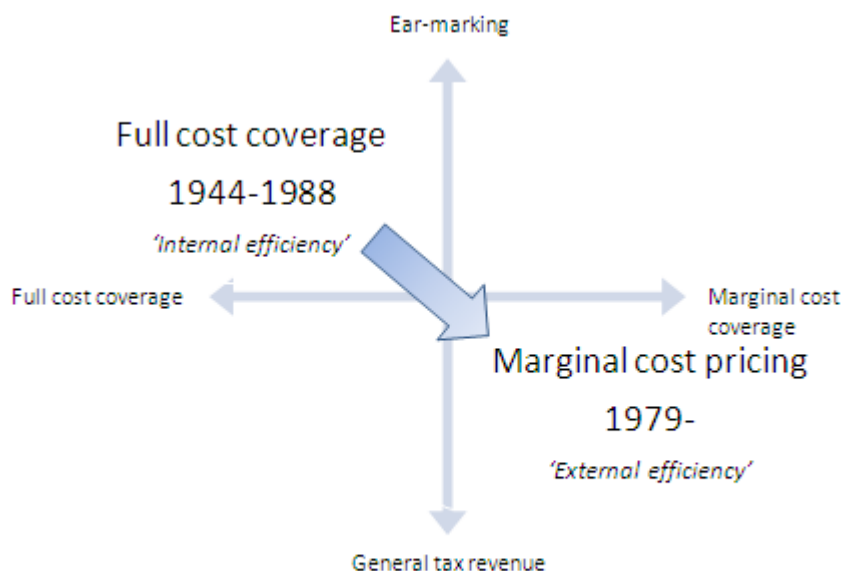 Ear-marking
Full cost coverage
1944-1988
‘Internal efficiency’
Full cost coverage
Marginal cost
coverage
Marginal cost pricing
1979-
‘External efficiency’
General tax revenue